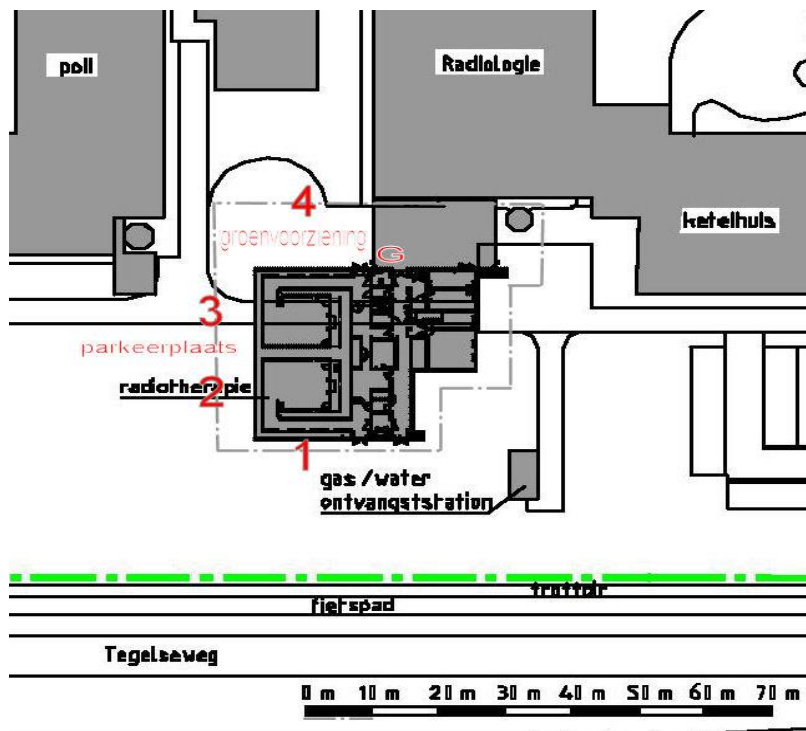 poli
Radiologie
ketelhuis
4
groenvoorziening
G
3
parkeerplaats
radiotherapie
2
1
gas /water
ontvangststation
trottoir
fietspad
Tegelseweg
0 m 10 m 20 m 30 m 40 m 50 m 60 m 70 m